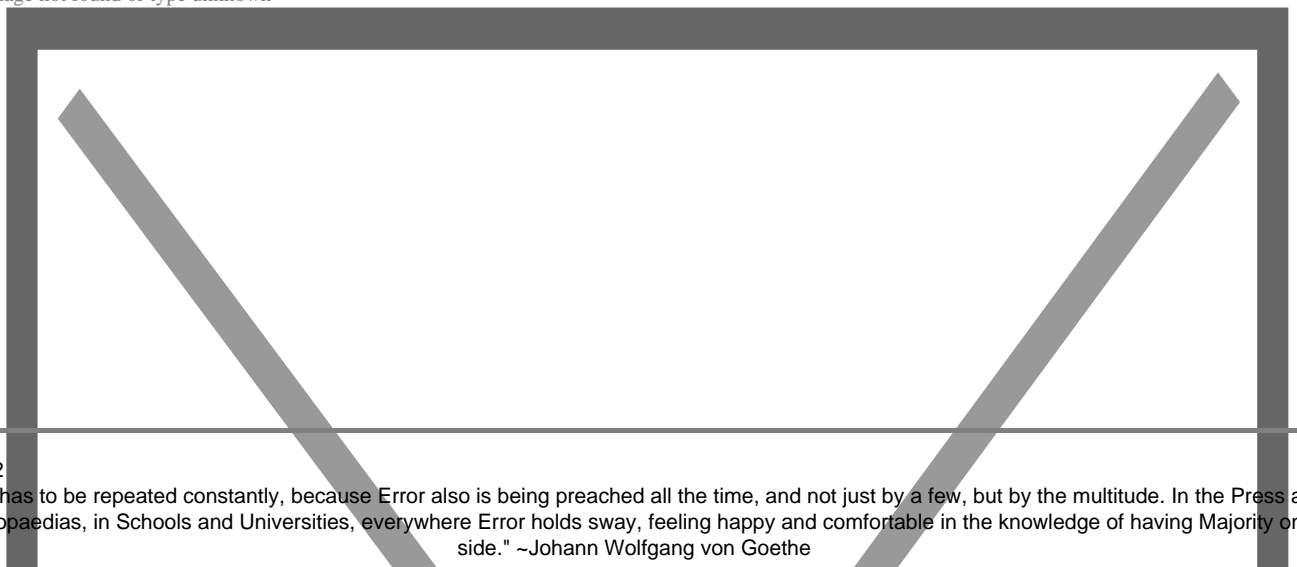 not found or type unknown
2
has to be repeated constantly, because Error also is being preached all the time, and not just by a few, but by the multitude. In the Press a
opaedias, in Schools and Universities, everywhere Error holds sway, feeling happy and comfortable in the knowledge of having Majority on
side." ~Johann Wolfgang von Goethe